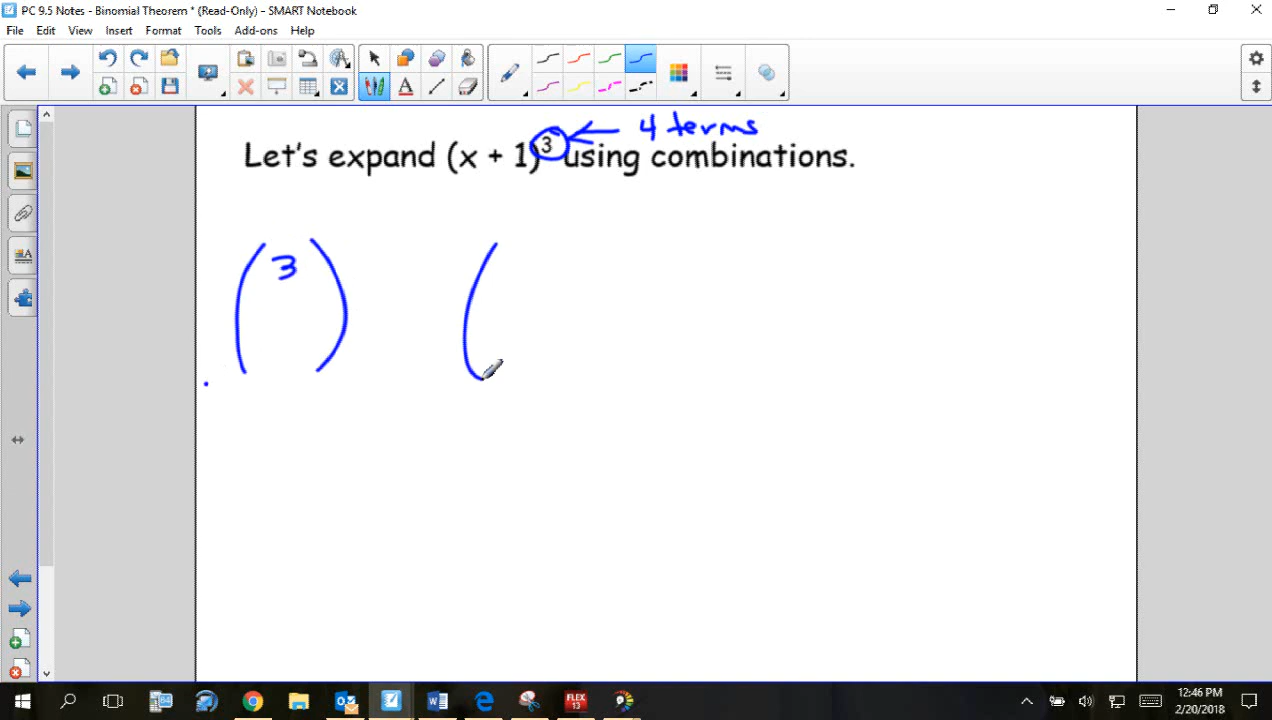 PC 9.5 Notes - Binomial Theorem * (Read-Only) - SMART Notebook
File Edit View Insert Format Tools Add-ons Help
4 terms
Let's expand (x + 1)³ using combinations.
( 3 ) (
12:46 PM
2/20/2018